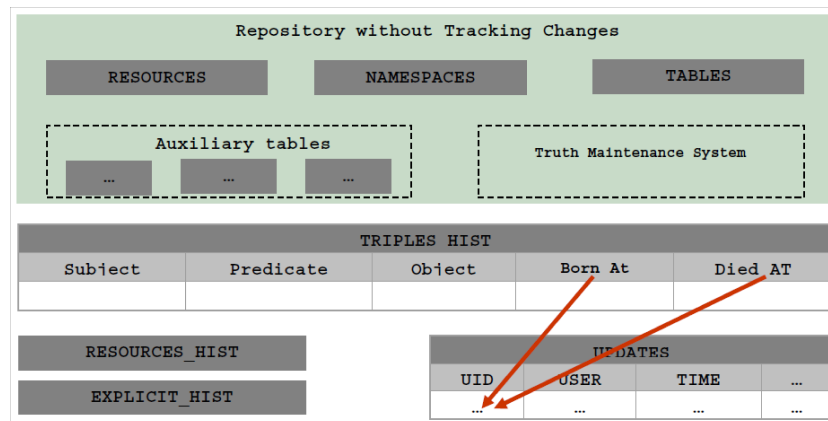 Repository without Tracking Changes
RESOURCES NAMESPACES TABLES
Auxiliary tables
Truth Maintenance System
… … …
TRIPLES HIST
Subject Predicate Object Born At Died AT
RESOURCES_HIST
UPDATES
UID USER TIME …
EXPLICIT_HIST
… … … …